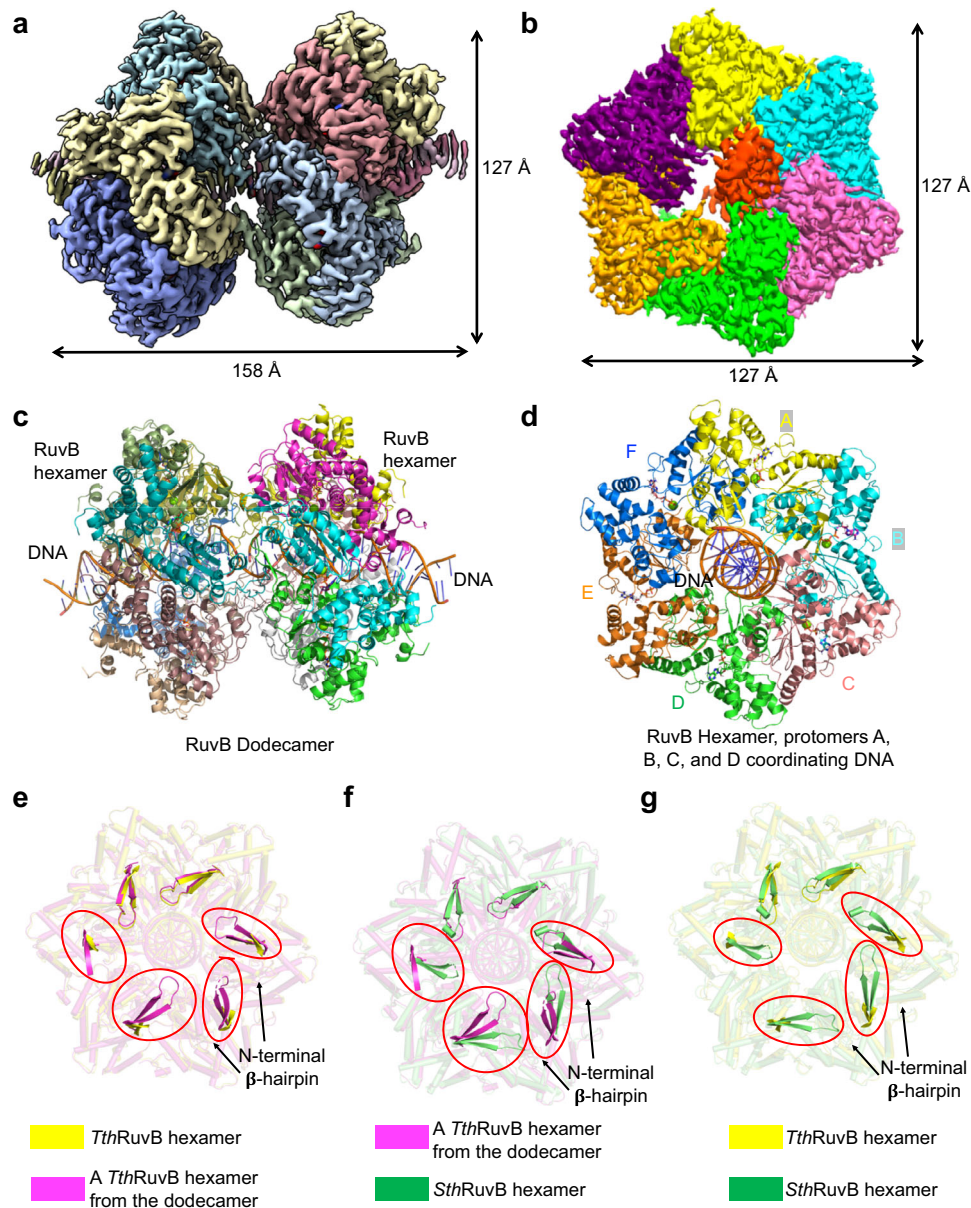 a
127 Å
158 Å
b
127 Å
127 Å
c
RuvB
hexamer
RuvB
hexamer
DNA
DNA
RuvB Dodecamer
d
A
F
B
DNA
E
C
D
RuvB Hexamer, protomers A,
B, C, and D coordinating DNA
e
N-terminal
β-hairpin
TthRuvB hexamer
A TthRuvB hexamer
from the dodecamer
f
N-terminal
β-hairpin
A TthRuvB hexamer
from the dodecamer
SthRuvB hexamer
g
N-terminal
β-hairpin
TthRuvB hexamer
SthRuvB hexamer